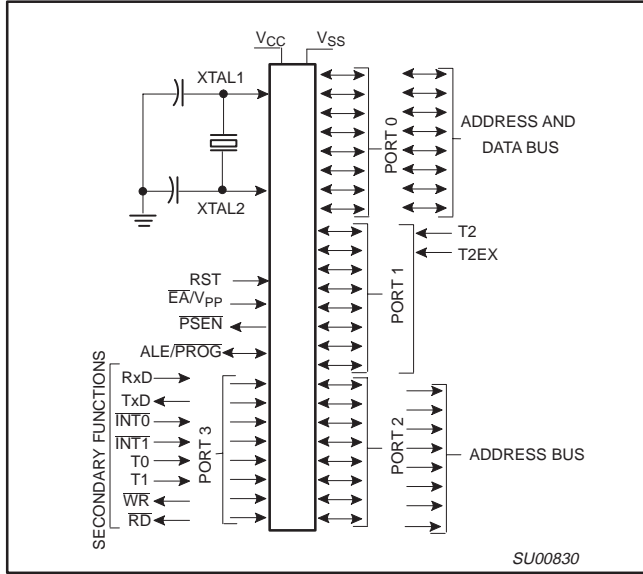 VCC VSS
XTAL1
XTAL2
PORT 0
ADDRESS AND
DATA BUS
T2
T2EX
PORT 1
RST
EA/VPP
PSEN
ALE/PROG
SECONDARY FUNCTIONS
RxD
TxD
INT0
INT1
T0
T1
WR
RD
PORT 3
PORT 2
ADDRESS BUS
SU00830